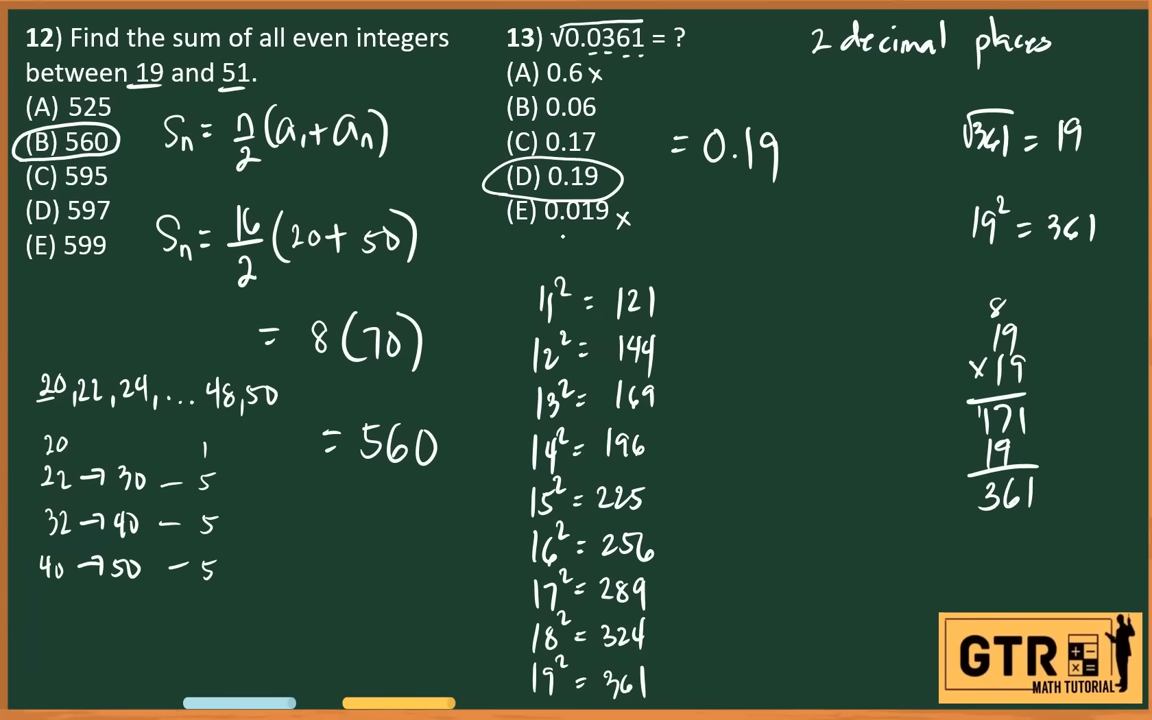 12) Find the sum of all even integers
between 19 and 51.
(A) 525
(B) 560
(C) 595
(D) 597
(E) 599
Sn = n/2 (a1 + an)
Sn = 16/2 (20 + 50)
= 8 (70)
= 560
20, 22, 24, ... 48, 50
20 1
22 → 30 — 5
32 → 40 — 5
40 → 50 — 5
13) √0.0361 = ?
(A) 0.6 x
(B) 0.06
(C) 0.17
(D) 0.19
(E) 0.019 x
= 0.19
11² = 121
12² = 144
13² = 169
14² = 196
15² = 225
16² = 256
17² = 289
18² = 324
19² = 361
2 decimal places
√361 = 19
19² = 361
8
19
x 19
171
19
361
GTR
MATH TUTORIAL